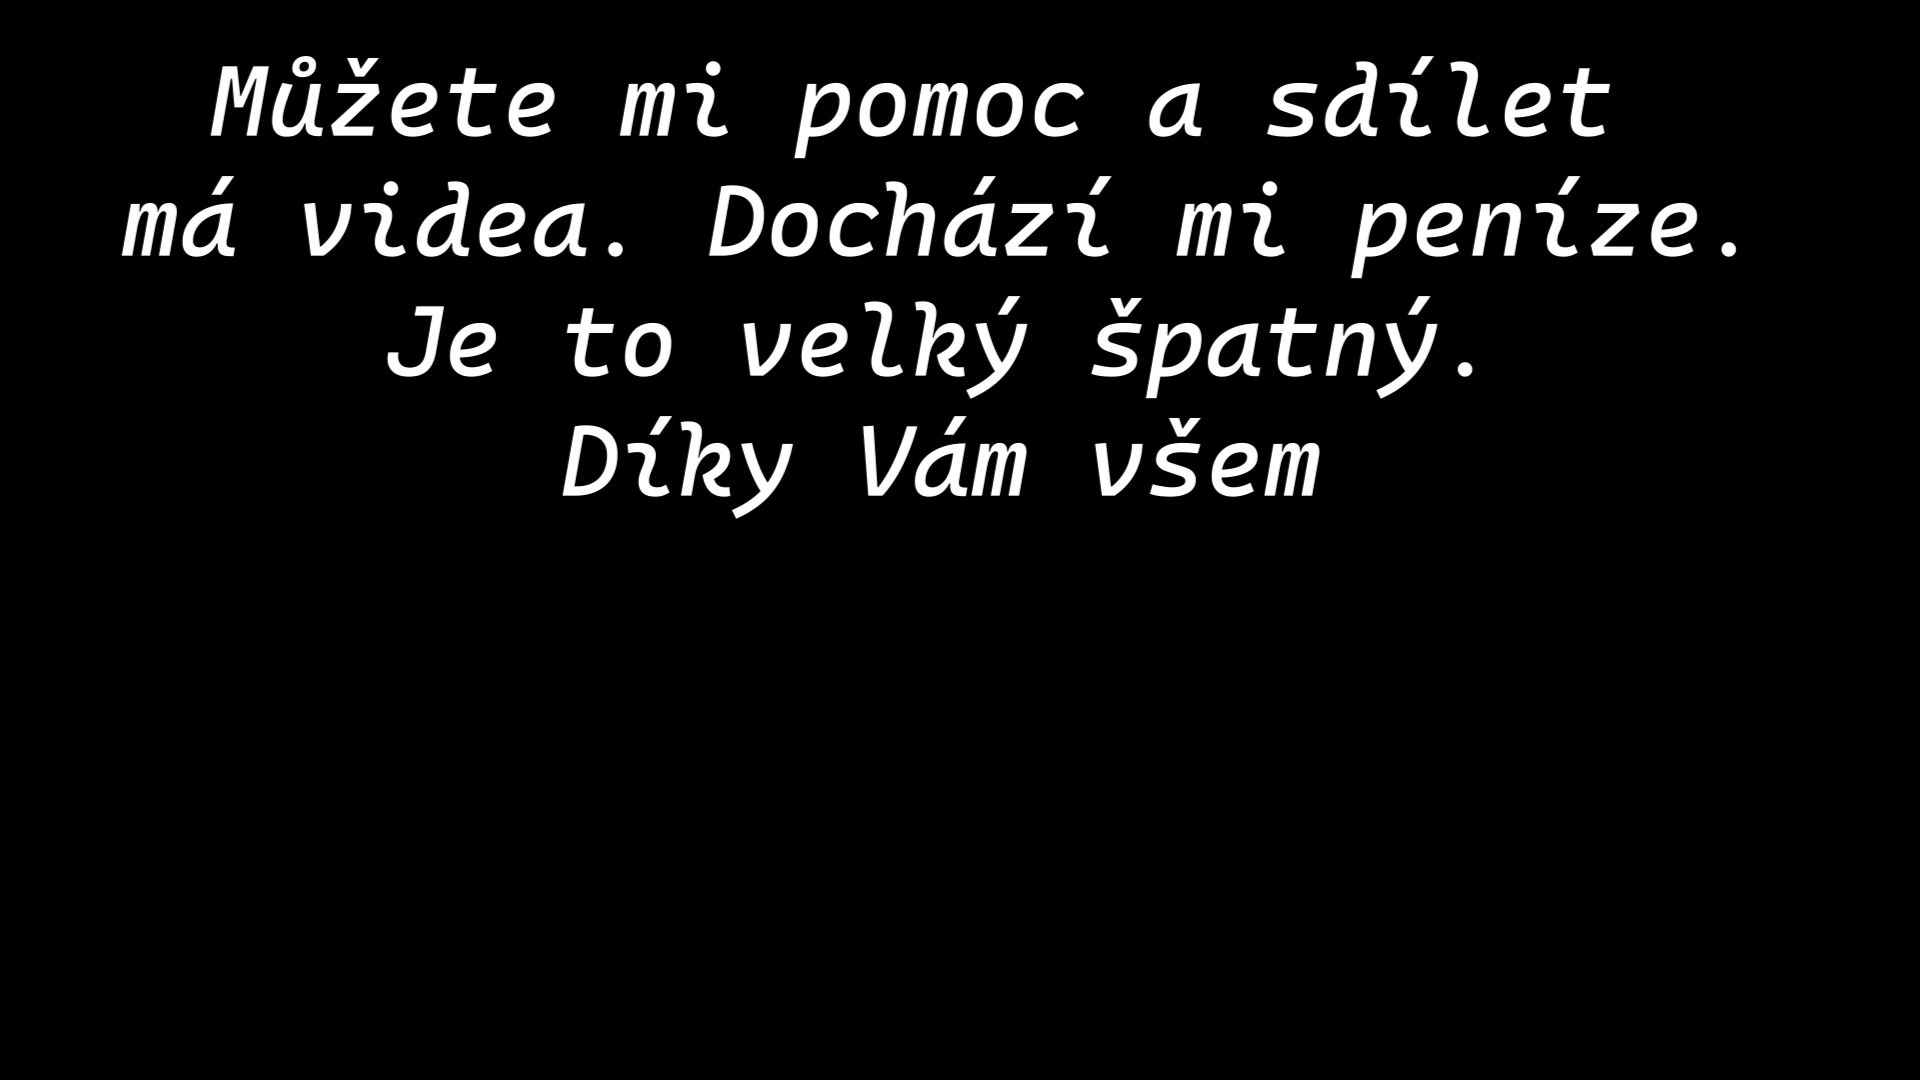 Můžete mi pomoc a sdílet
má videa. Dochází mi peníze.
Je to velký špatný.
Díky Vám všem